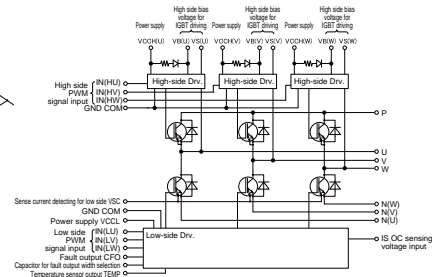 High side bias voltage for IGBT driving
High side bias voltage for IGBT driving
High side bias voltage for IGBT driving
Power supply
Power supply
Power supply
VCCH(U)
VB(U) VS(U)
VCCH(V)
VB(V) VS(V)
VCCH(W)
VB(W) VS(W)
High side PWM signal input
IN(HU)
IN(HV)
IN(HW)
GND COM
High-side Drv.
High-side Drv.
High-side Drv.
P
U
V
W
Sense current detecting for low side VSC
GND COM
Power supply VCCL
Low side PWM signal input
IN(LU)
IN(LV)
IN(LW)
Fault output CFO
Capacitor for fault output width selection
Temperature sensor output TEMP
Low-side Drv.
N(W)
N(V)
N(U)
IS OC sensing voltage input